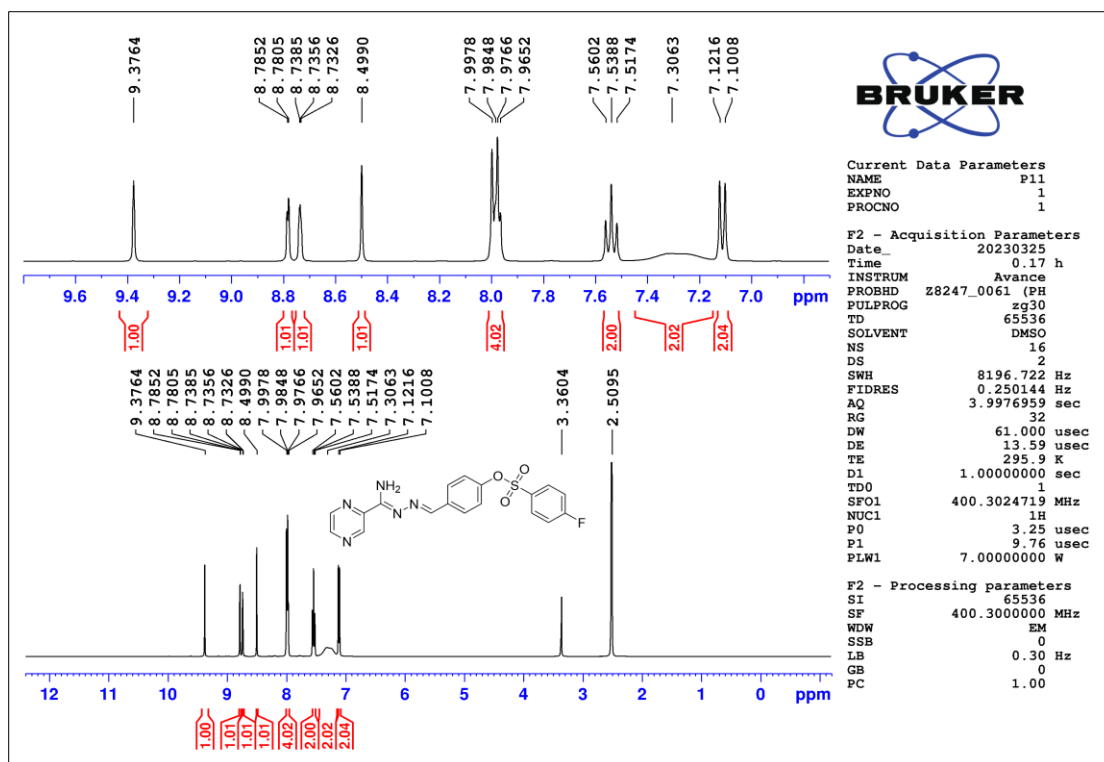 9.3764
8.7852
8.7805
8.7385
8.7356
8.7326
8.4990
7.9978
7.9848
7.9766
7.9652
7.5602
7.5388
7.5174
7.3063
7.1216
7.1008
9.6 9.4 9.2 9.0 8.8 8.6 8.4 8.2 8.0 7.8 7.6 7.4 7.2 7.0 ppm
1.00
1.01
1.01
1.01
4.02
2.00
2.02
2.04
9.3764
8.7852
8.7805
8.7385
8.7356
8.7326
8.4990
7.9978
7.9848
7.9766
7.9652
7.5602
7.5388
7.5174
7.3063
7.1216
7.1008
3.3604
2.5095
NH2
N
N
N
N
O
O
S
O
F
12 11 10 9 8 7 6 5 4 3 2 1 0 ppm
1.00
1.01
1.01
1.01
4.02
2.00
2.02
2.04
BRUKER
Current Data Parameters
NAME P11
EXPNO 1
PROCNO 1
F2 - Acquisition Parameters
Date_ 20230325
Time 0.17 h
INSTRUM Avance
PROBHD Z8247_0061 (PH
PULPROG zg30
TD 65536
SOLVENT DMSO
NS 16
DS 2
SWH 8196.722 Hz
FIDRES 0.250144 Hz
AQ 3.9976959 sec
RG 32
DW 61.000 usec
DE 13.59 usec
TE 295.9 K
D1 1.00000000 sec
TD0 1
SFO1 400.3024719 MHz
NUC1 1H
P0 3.25 usec
P1 9.76 usec
PLW1 7.00000000 W
F2 - Processing parameters
SI 65536
SF 400.3000000 MHz
WDW EM
SSB 0
LB 0.30 Hz
GB 0
PC 1.00